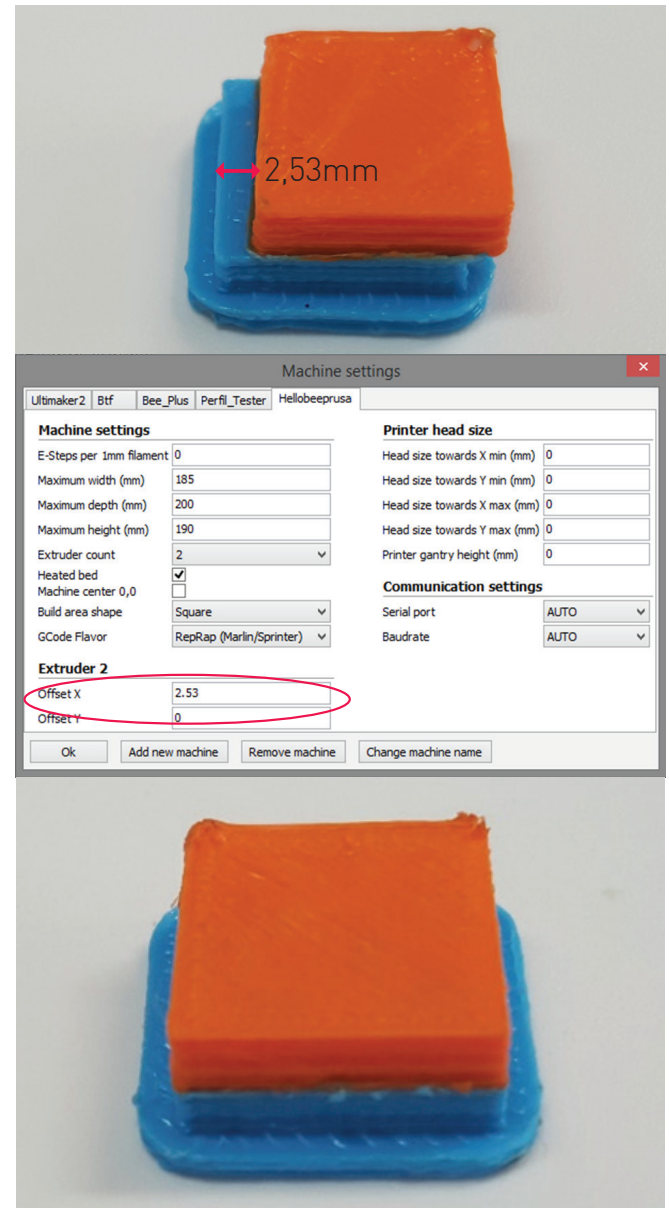 2,53mm
Machine settings
Ultimaker2 Btf Bee_Plus Perfil_Tester Hellobeeprusa
Machine settings
E-Steps per 1mm filament 0
Maximum width (mm) 185
Maximum depth (mm) 200
Maximum height (mm) 190
Extruder count 2
Heated bed
Machine center 0,0
Build area shape Square
GCode Flavor RepRap (Marlin/Sprinter)
Extruder 2
Offset X 2.53
Offset Y 0
Printer head size
Head size towards X min (mm) 0
Head size towards Y min (mm) 0
Head size towards X max (mm) 0
Head size towards Y max (mm) 0
Printer gantry height (mm) 0
Communication settings
Serial port AUTO
Baudrate AUTO
Ok Add new machine Remove machine Change machine name